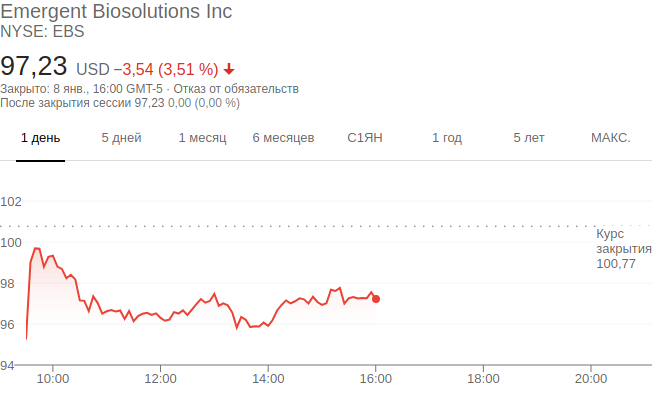 Emergent Biosolutions Inc
NYSE: EBS
97,23 USD −3,54 (3,51 %)
Закрыто: 8 янв., 16:00 GMT-5 · Отказ от обязательств
После закрытия сессии 97,23 0,00 (0,00 %)
1 день 5 дней 1 месяц 6 месяцев С1ЯН 1 год 5 лет МАКС.
102
100
98
96
94
Курс
закрытия
100,77
10:00 12:00 14:00 16:00 18:00 20:00